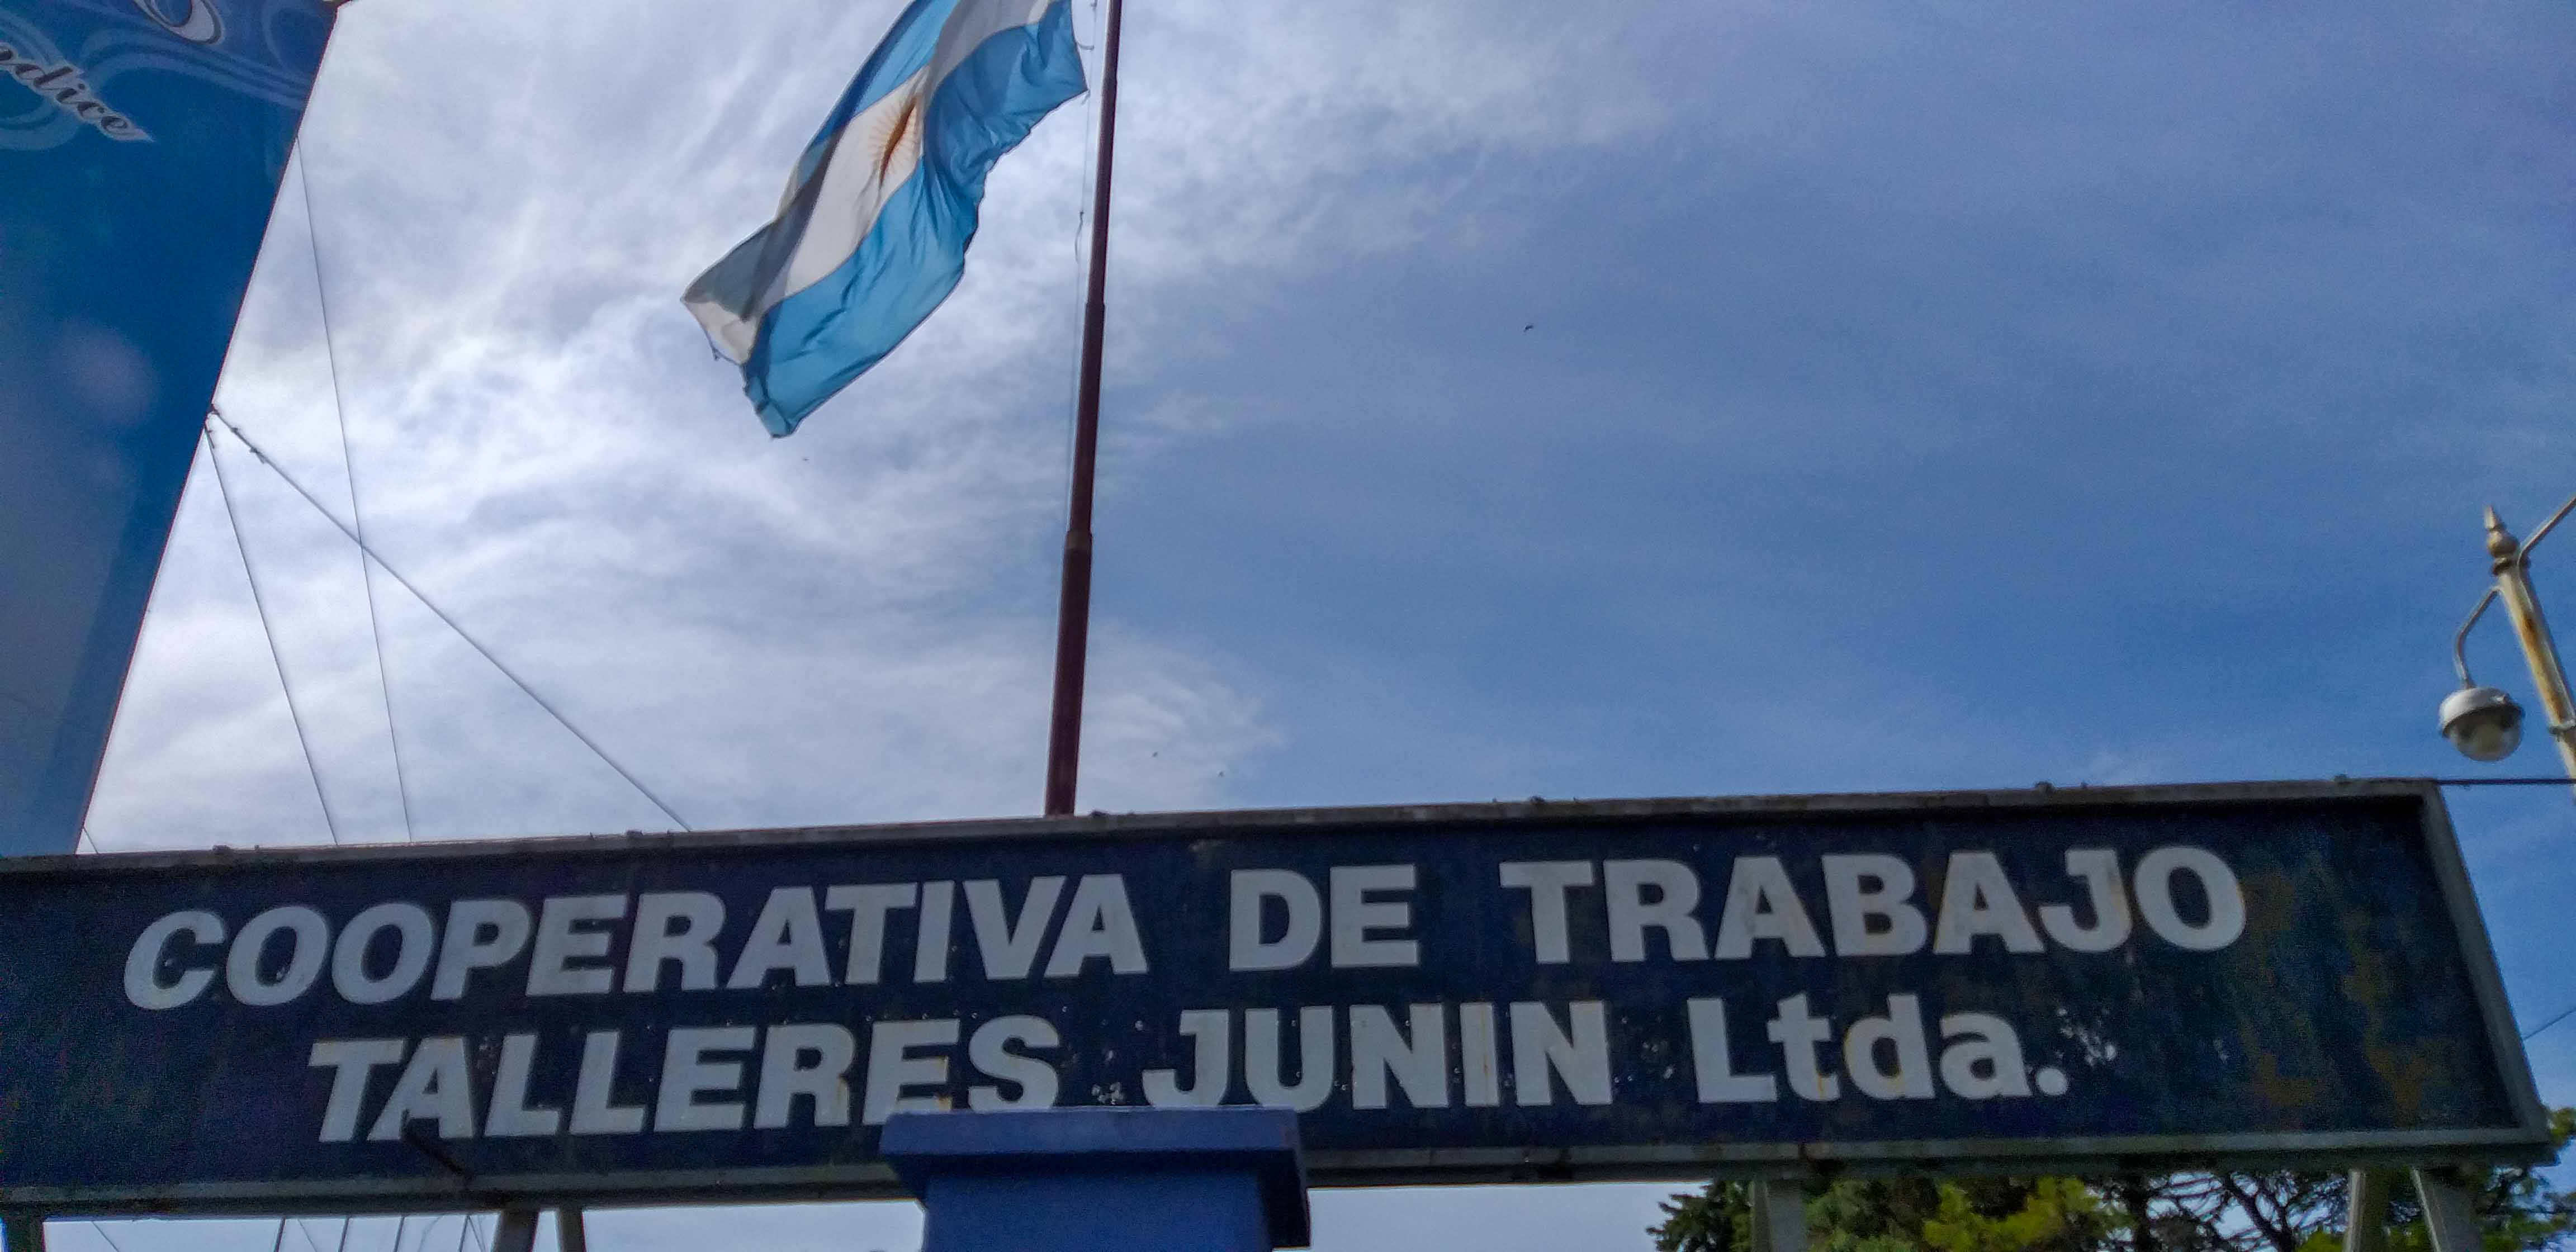 COOPERATIVA DE TRABAJO
TALLERES JUNIN Ltda.